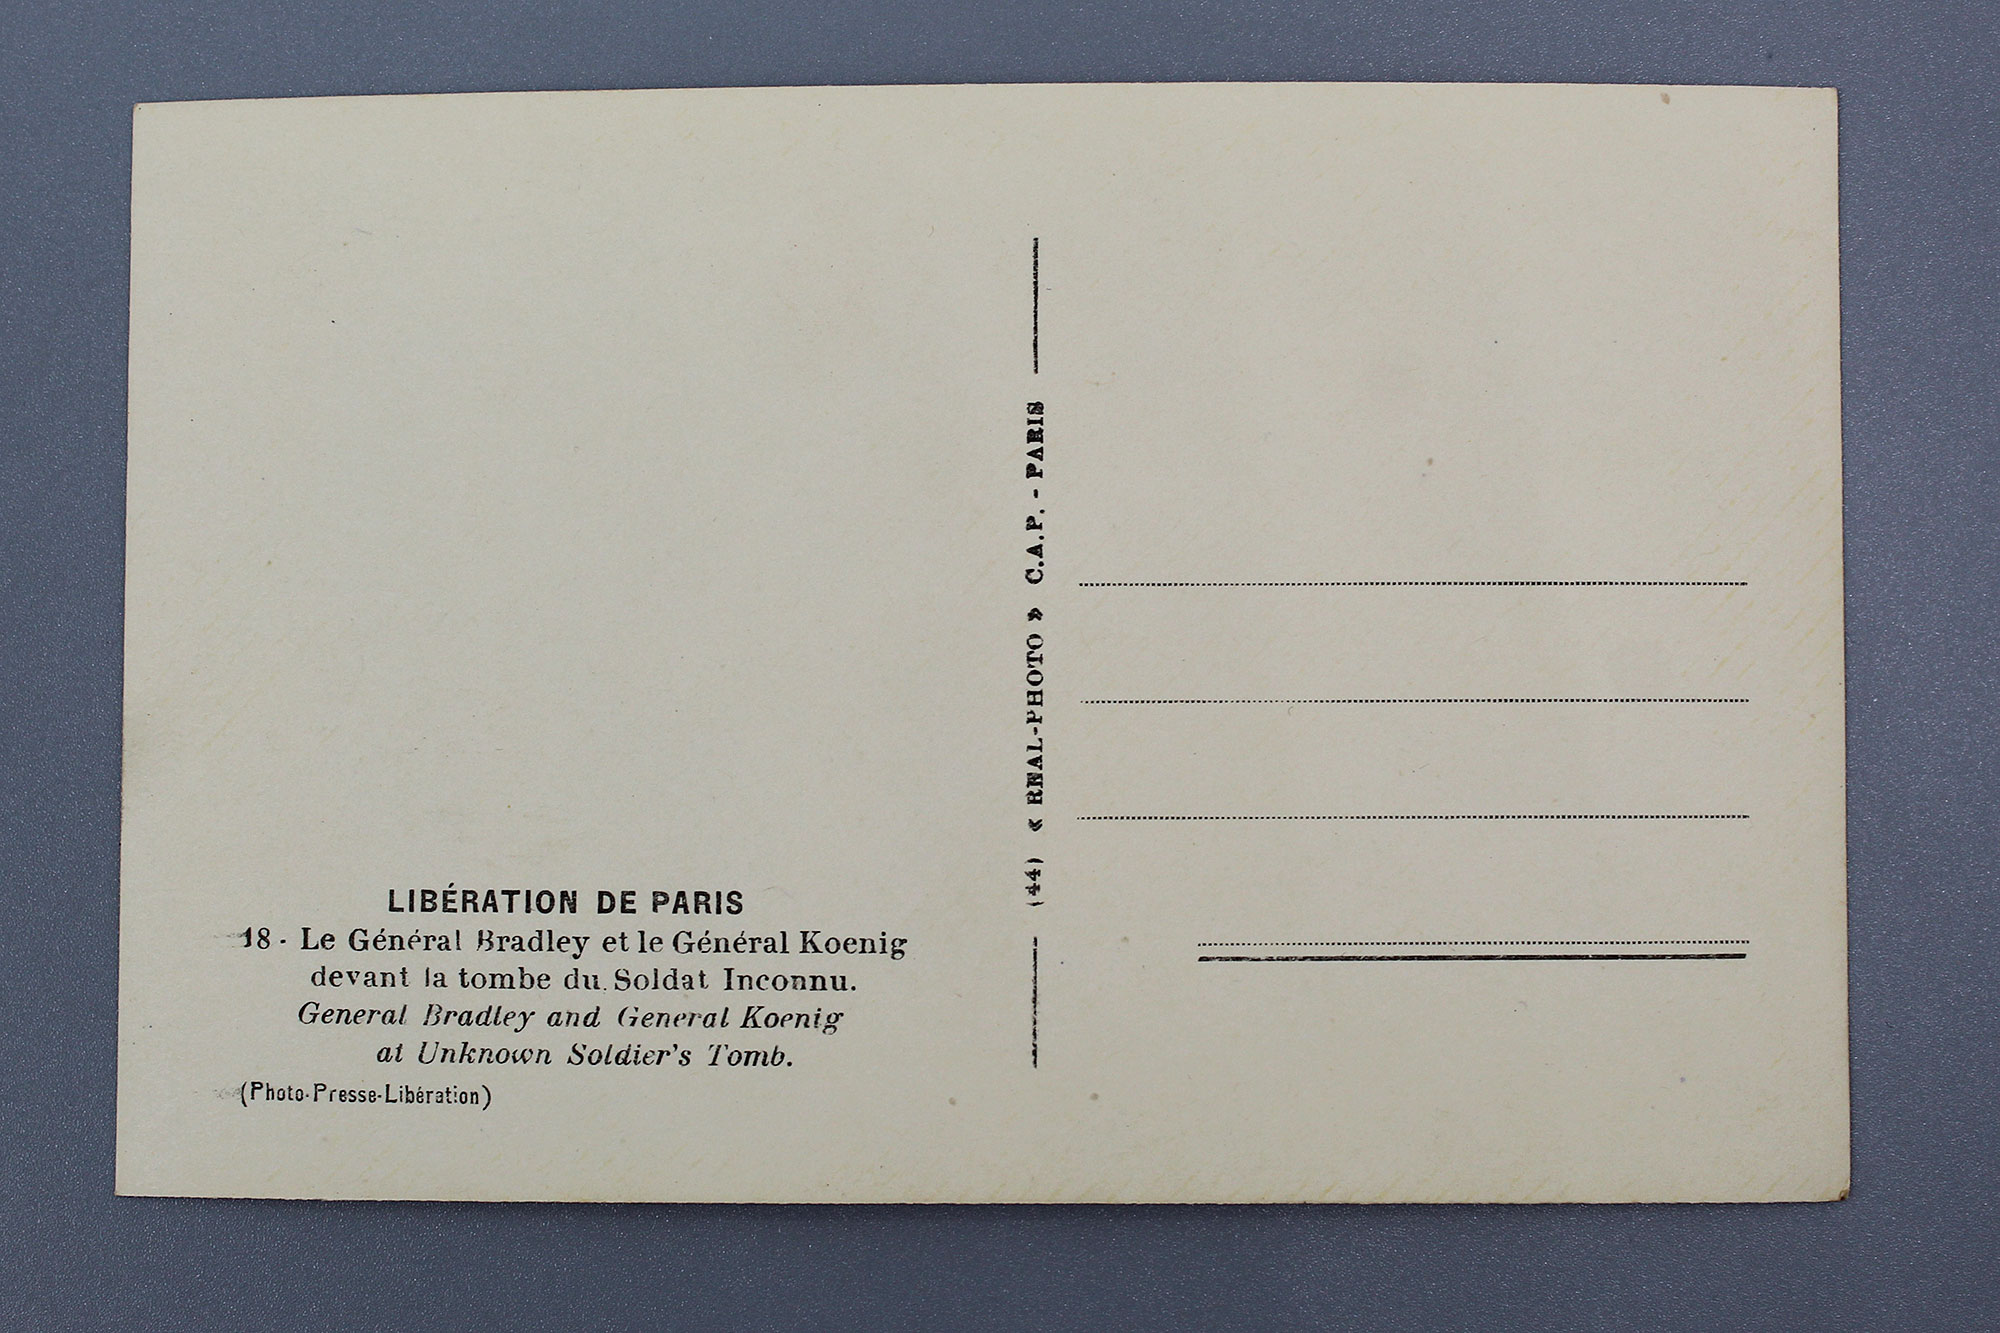 LIBÉRATION DE PARIS
18 - Le Général Bradley et le Général Koenig
devant la tombe du Soldat Inconnu.
General Bradley and General Koenig
at Unknown Soldier's Tomb.
(Photo-Presse-Libération)
(44) « REAL-PHOTO » C.A.P. - PARIS